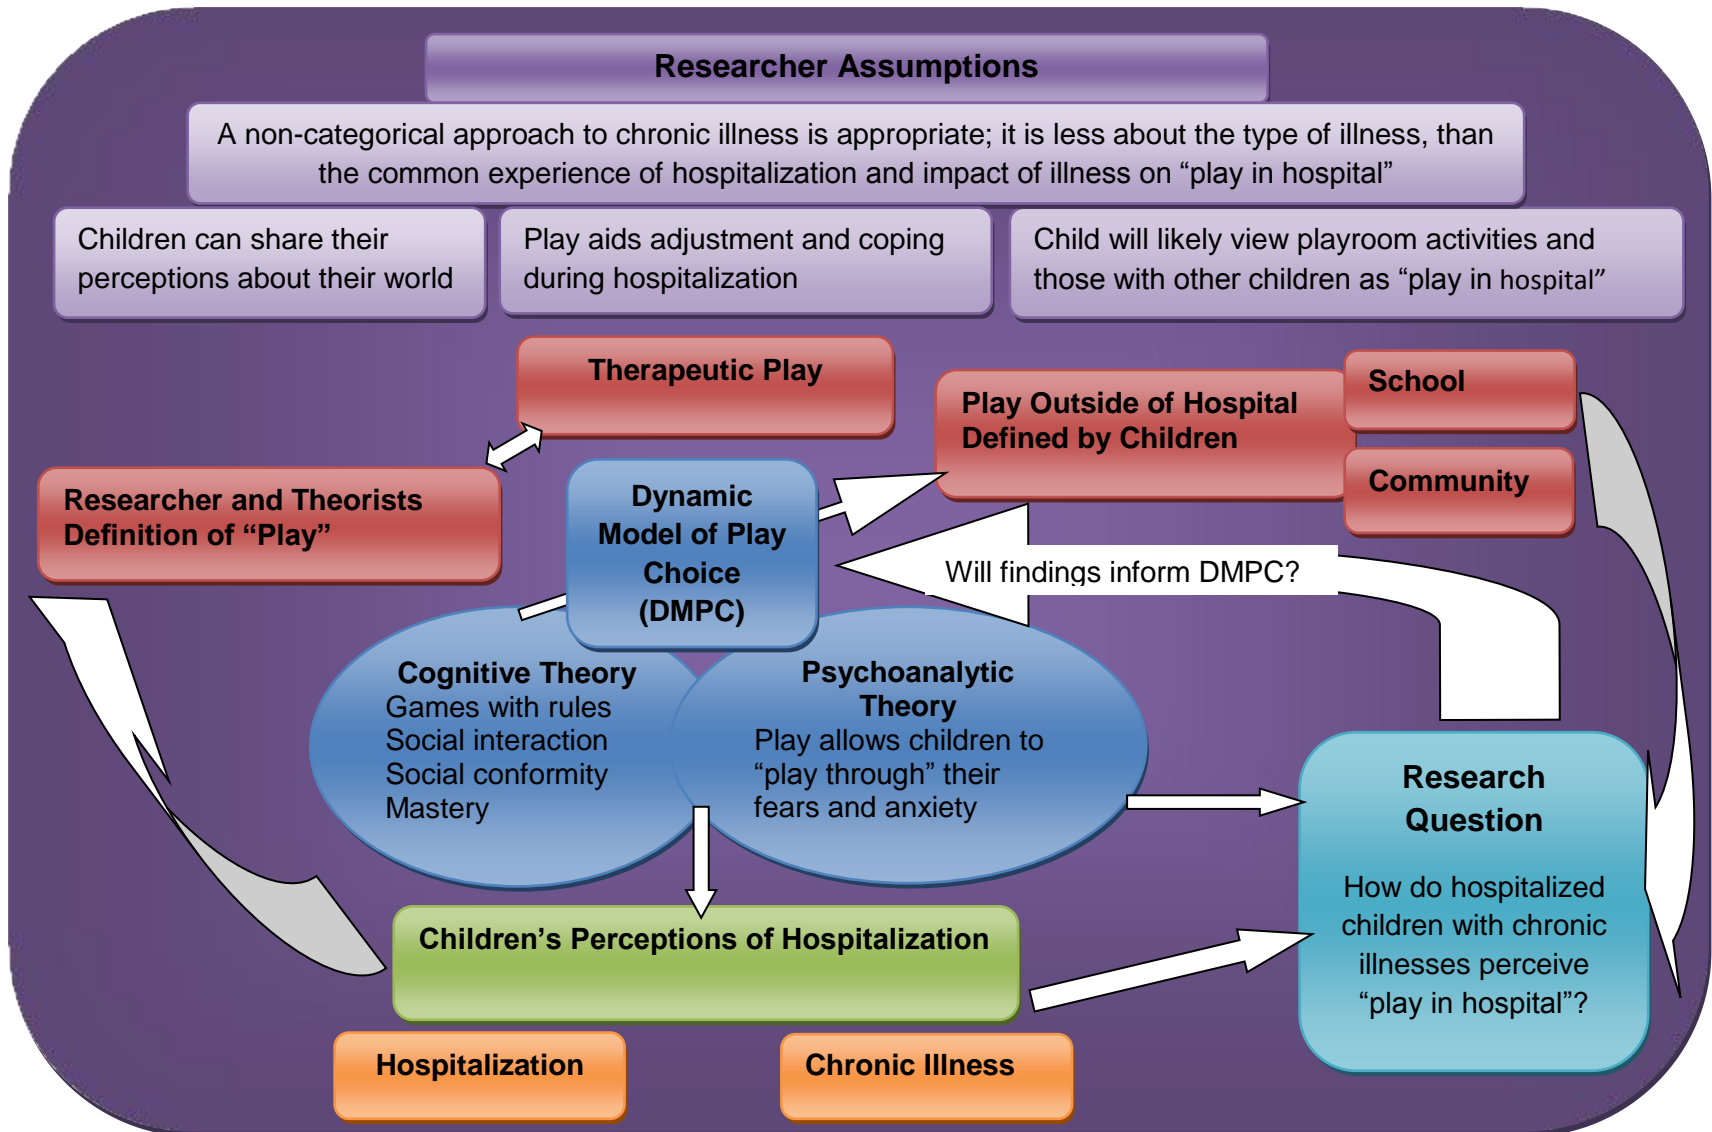 Researcher Assumptions
A non-categorical approach to chronic illness is appropriate; it is less about the type of illness, than
the common experience of hospitalization and impact of illness on “play in hospital”
Children can share their
perceptions about their world
Play aids adjustment and coping
during hospitalization
Child will likely view playroom activities and
those with other children as “play in hospital”
Therapeutic Play
Play Outside of Hospital
Defined by Children
School
Community
Researcher and Theorists
Definition of “Play”
Dynamic
Model of Play
Choice
(DMPC)
Will findings inform DMPC?
Cognitive Theory
Games with rules
Social interaction
Social conformity
Mastery
Psychoanalytic
Theory
Play allows children to
“play through” their
fears and anxiety
Research
Question
How do hospitalized
children with chronic
illnesses perceive
“play in hospital”?
Children’s Perceptions of Hospitalization
Hospitalization
Chronic Illness